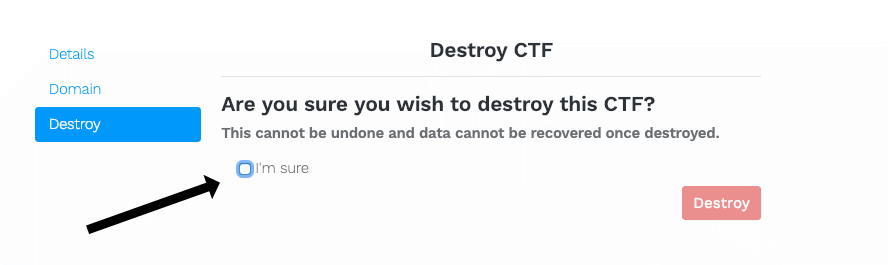 Details
Domain
Destroy
Destroy CTF
Are you sure you wish to destroy this CTF?
This cannot be undone and data cannot be recovered once destroyed.
I'm sure
Destroy